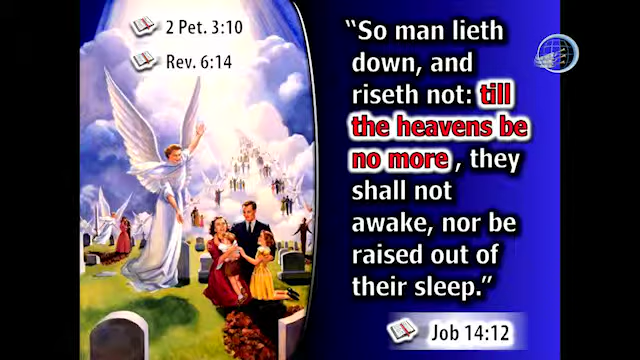 2 Pet. 3:10
Rev. 6:14
“So man lieth
down, and
riseth not: till
the heavens be
no more , they
shall not
awake, nor be
raised out of
their sleep.”
Job 14:12